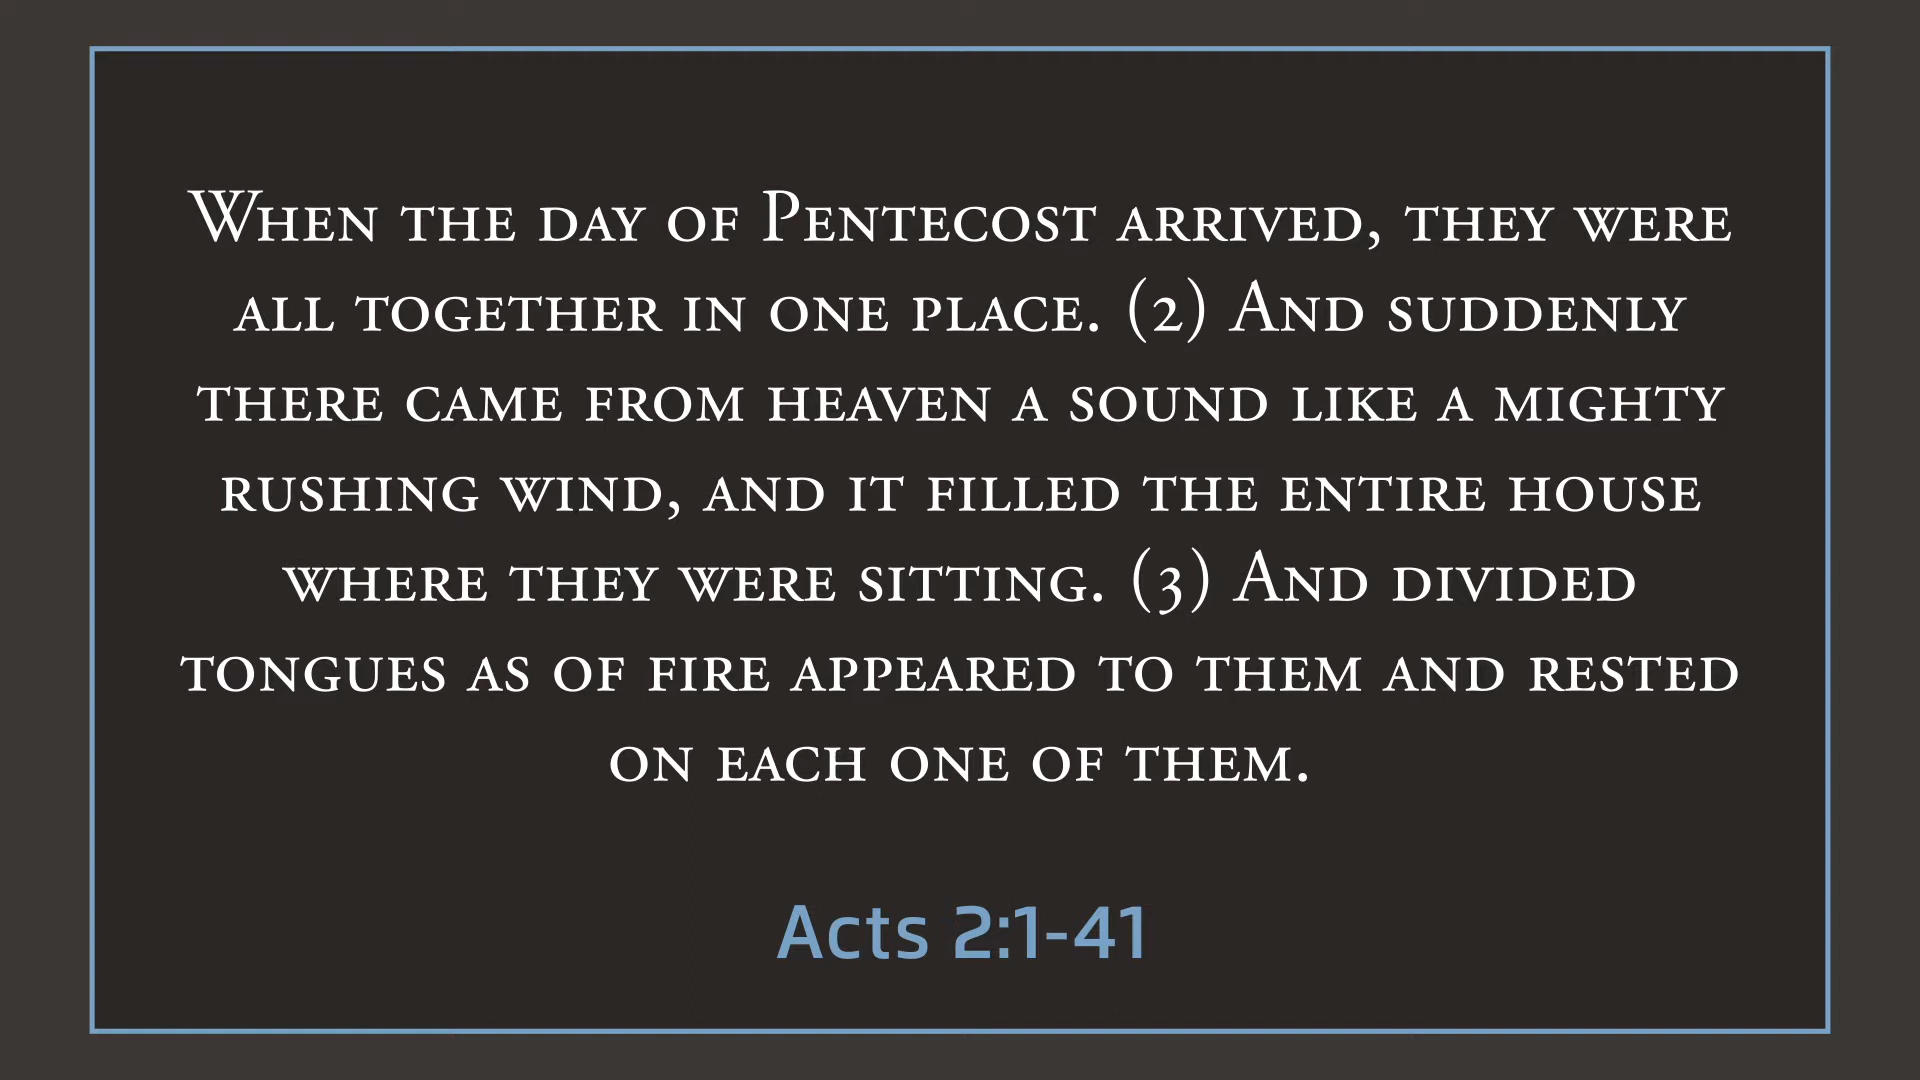 When the day of Pentecost arrived, they were
all together in one place. (2) And suddenly
there came from heaven a sound like a mighty
rushing wind, and it filled the entire house
where they were sitting. (3) And divided
tongues as of fire appeared to them and rested
on each one of them.
Acts 2:1-41